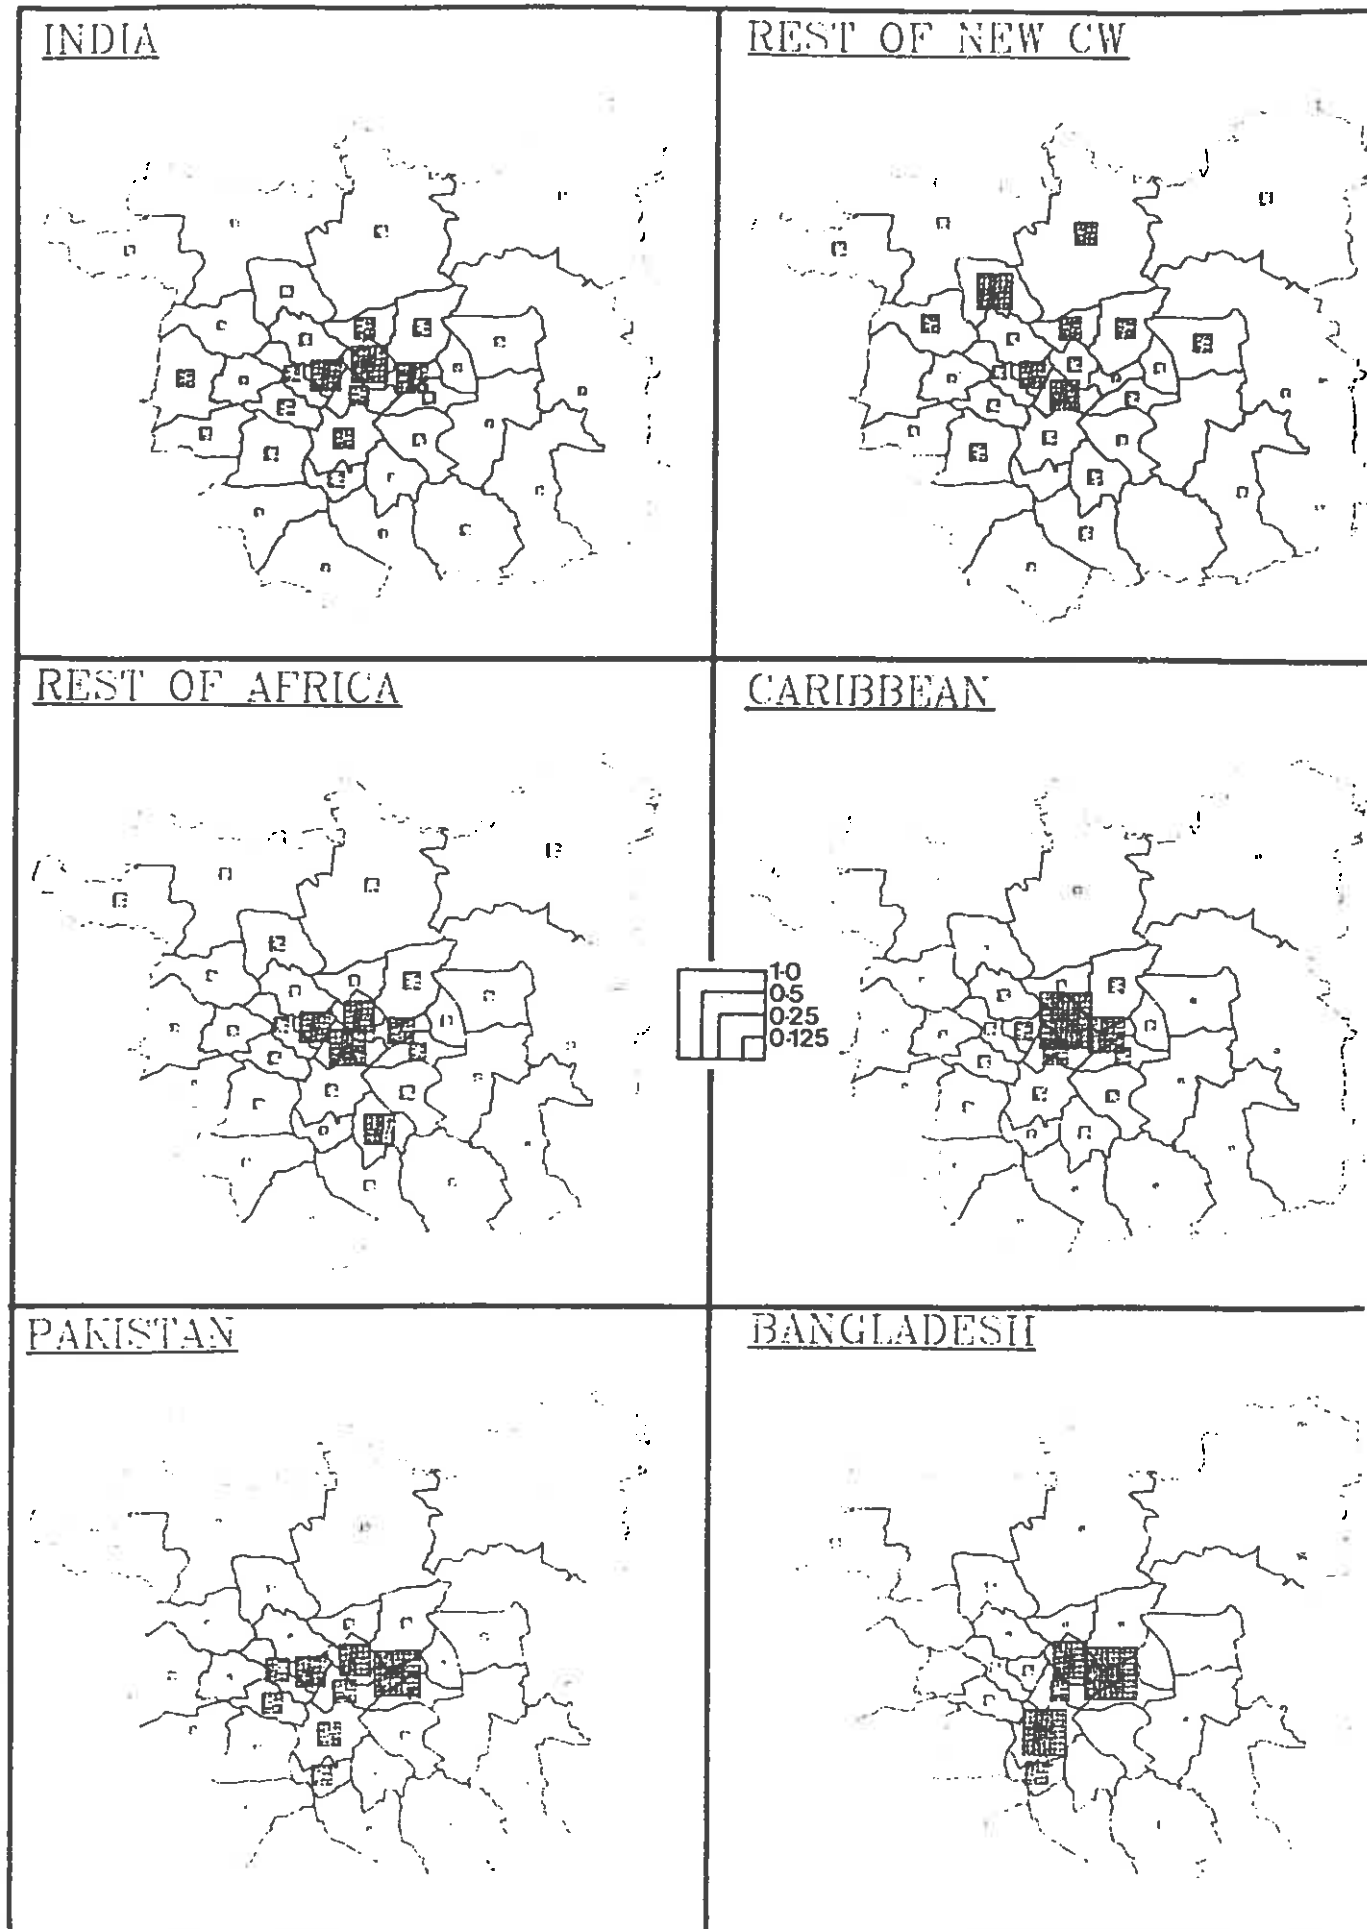 INDIA
REST OF NEW CW
REST OF AFRICA
CARIBBEAN
1·0
0·5
0·25
0·125
PAKISTAN
BANGLADESH